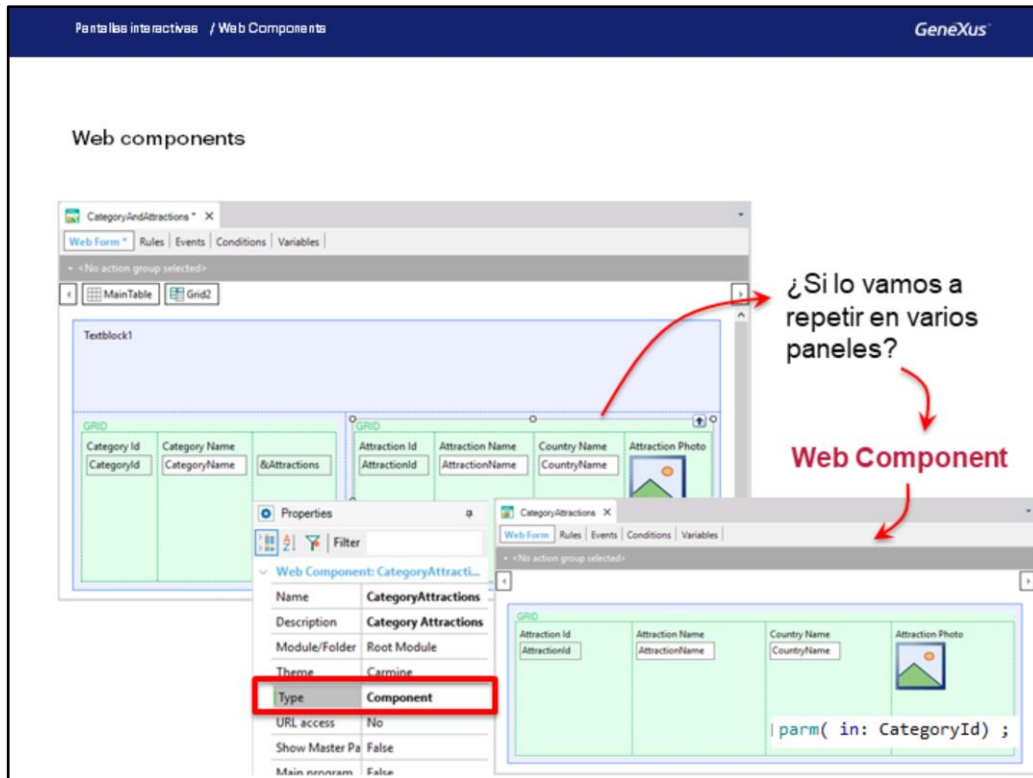 Pantallas interactivas / Web Components
GeneXus
Web components
CategoryAndAttractions *
Web Form * Rules Events Conditions Variables
<No action group selected>
MainTable Grid2
Textblock1
GRID
Category Id Category Name
CategoryId CategoryName &Attractions
GRID
Attraction Id Attraction Name Country Name Attraction Photo
AttractionId AttractionName CountryName
¿Si lo vamos a
repetir en varios
paneles?
Web Component
Properties
Filter
Web Component: CategoryAttracti...
Name CategoryAttractions
Description Category Attractions
Module/Folder Root Module
Theme Carmine
Type Component
URL access No
Show Master Pa False
Main program False
CategoryAttractions
Web Form Rules Events Conditions Variables
<No action group selected>
GRID
Attraction Id Attraction Name Country Name Attraction Photo
AttractionId AttractionName CountryName
parm( in: CategoryId) ;